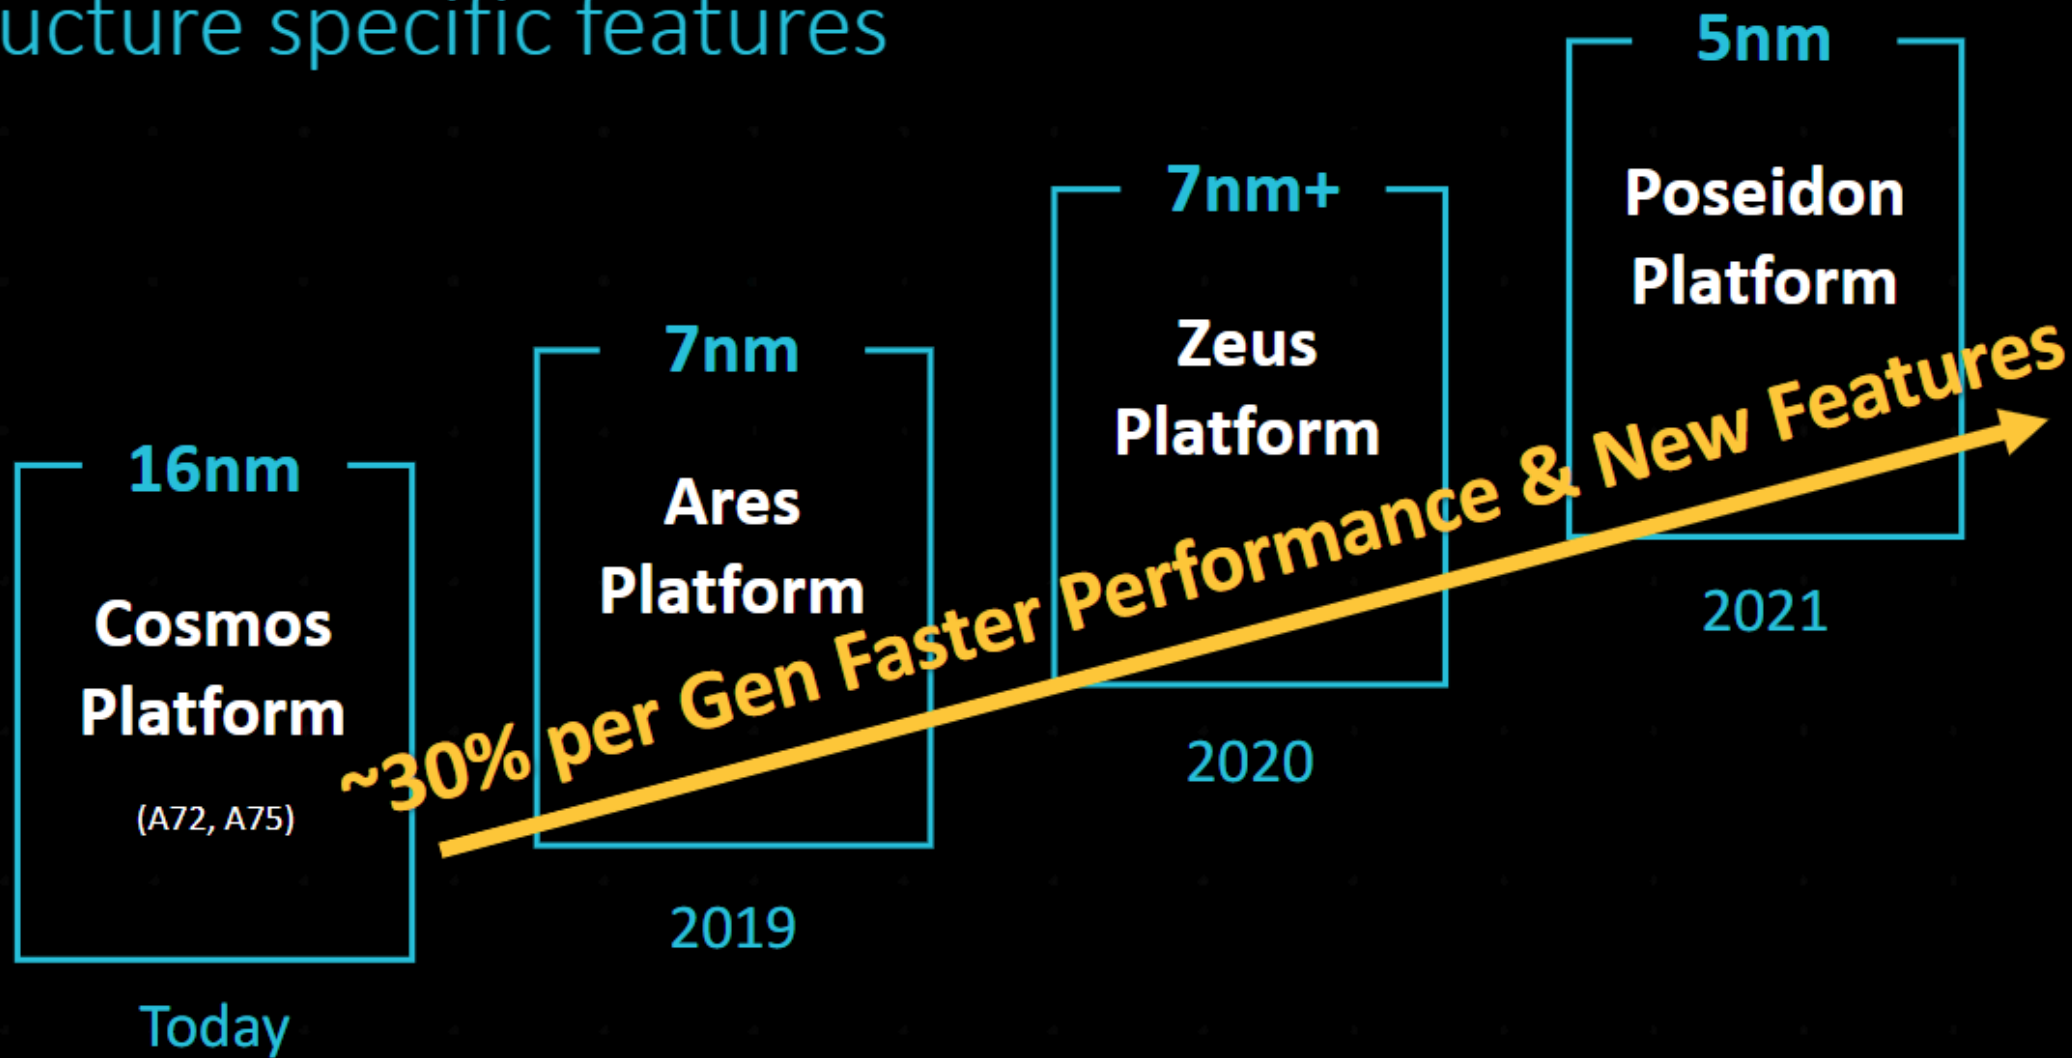 ucture specific features
16nm
Cosmos
Platform
(A72, A75)
Today
7nm
Ares
Platform
2019
7nm+
Zeus
Platform
2020
5nm
Poseidon
Platform
2021
~30% per Gen Faster Performance & New Features